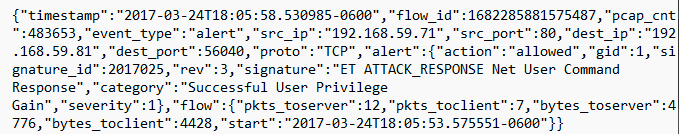 {"timestamp":"2017-03-24T18:05:58.530985-0600","flow_id":1682285881575487,"pcap_cnt
":483653,"event_type":"alert","src_ip":"192.168.59.71","src_port":80,"dest_ip":"192
.168.59.81","dest_port":56040,"proto":"TCP","alert":{"action":"allowed","gid":1,"si
gnature_id":2017025,"rev":3,"signature":"ET ATTACK_RESPONSE Net User Command
Response","category":"Successful User Privilege
Gain","severity":1},"flow":{"pkts_toserver":12,"pkts_toclient":7,"bytes_toserver":4
776,"bytes_toclient":4428,"start":"2017-03-24T18:05:53.575551-0600"}}